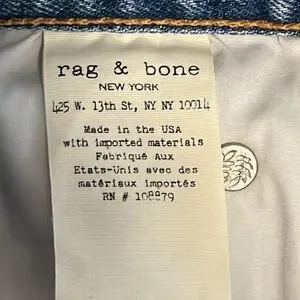 rag & bone
NEW YORK
425 W. 13th St, NY NY 10014
Made in the USA
with imported materials
Fabriqué Aux
Etats-Unis avec des
matériaux importés
RN # 108879